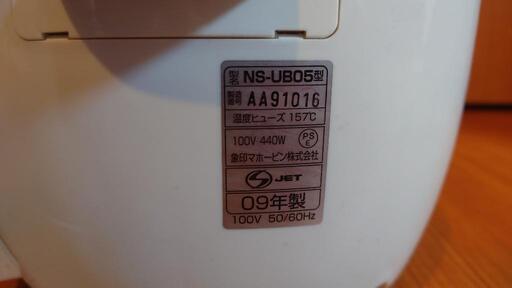 型名 NS-UB05型
製造番号 AA91016
温度ヒューズ 157℃
100V-440W PSE
象印マホービン株式会社
JET
09年製
100V 50/60Hz